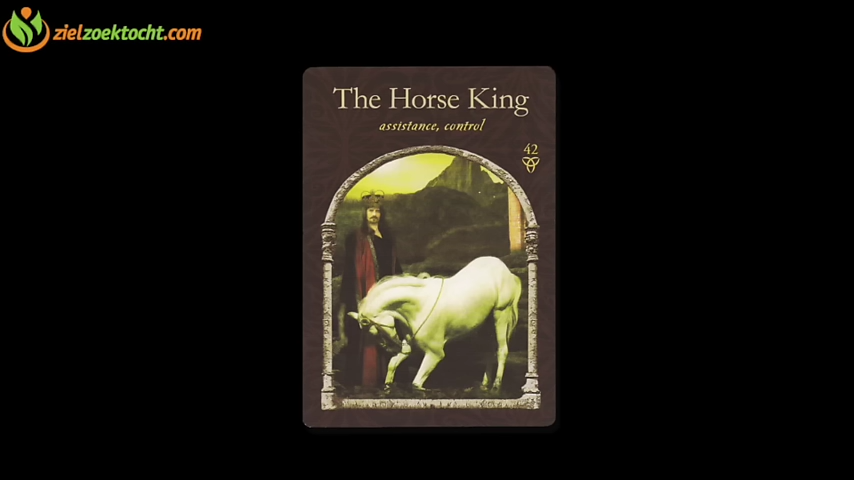 zielzoektocht.com
The Horse King
assistance, control
42